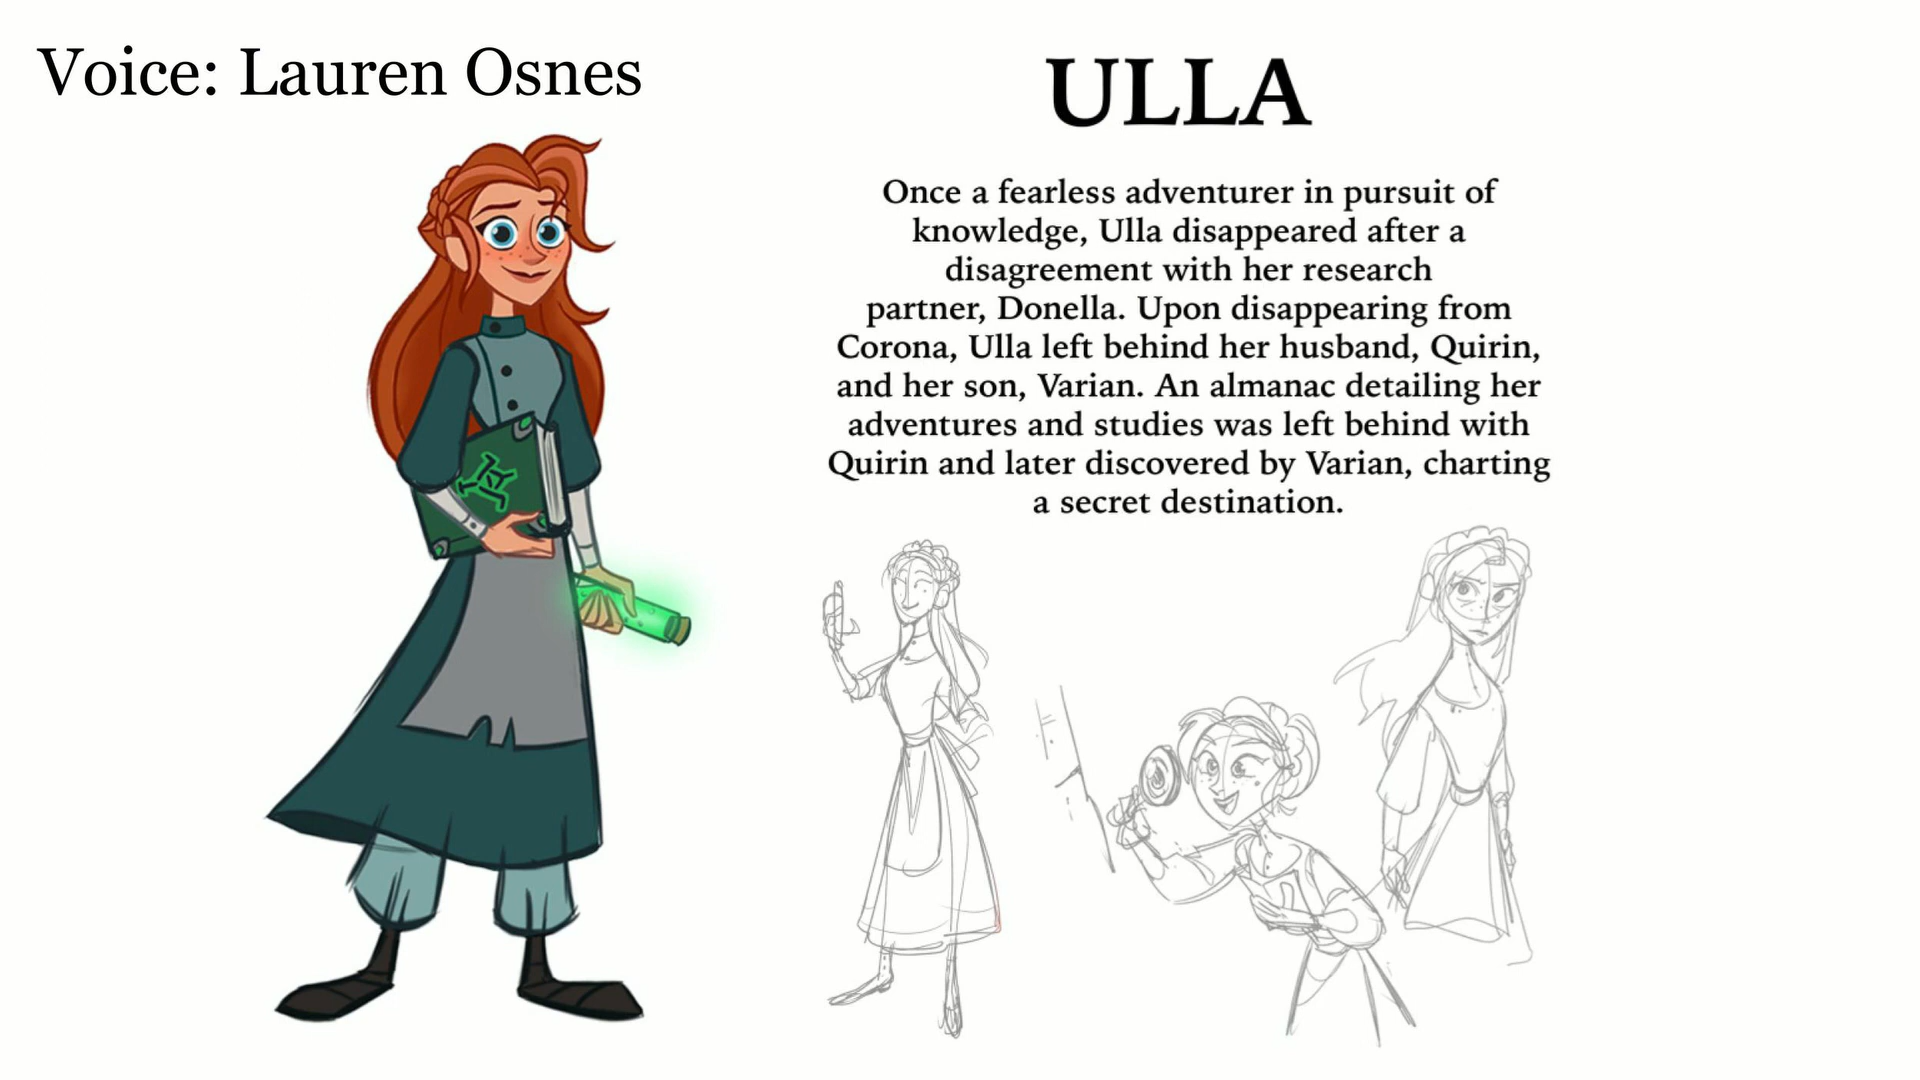 Voice: Lauren Osnes
ULLA
Once a fearless adventurer in pursuit of
knowledge, Ulla disappeared after a
disagreement with her research
partner, Donella. Upon disappearing from
Corona, Ulla left behind her husband, Quirin,
and her son, Varian. An almanac detailing her
adventures and studies was left behind with
Quirin and later discovered by Varian, charting
a secret destination.